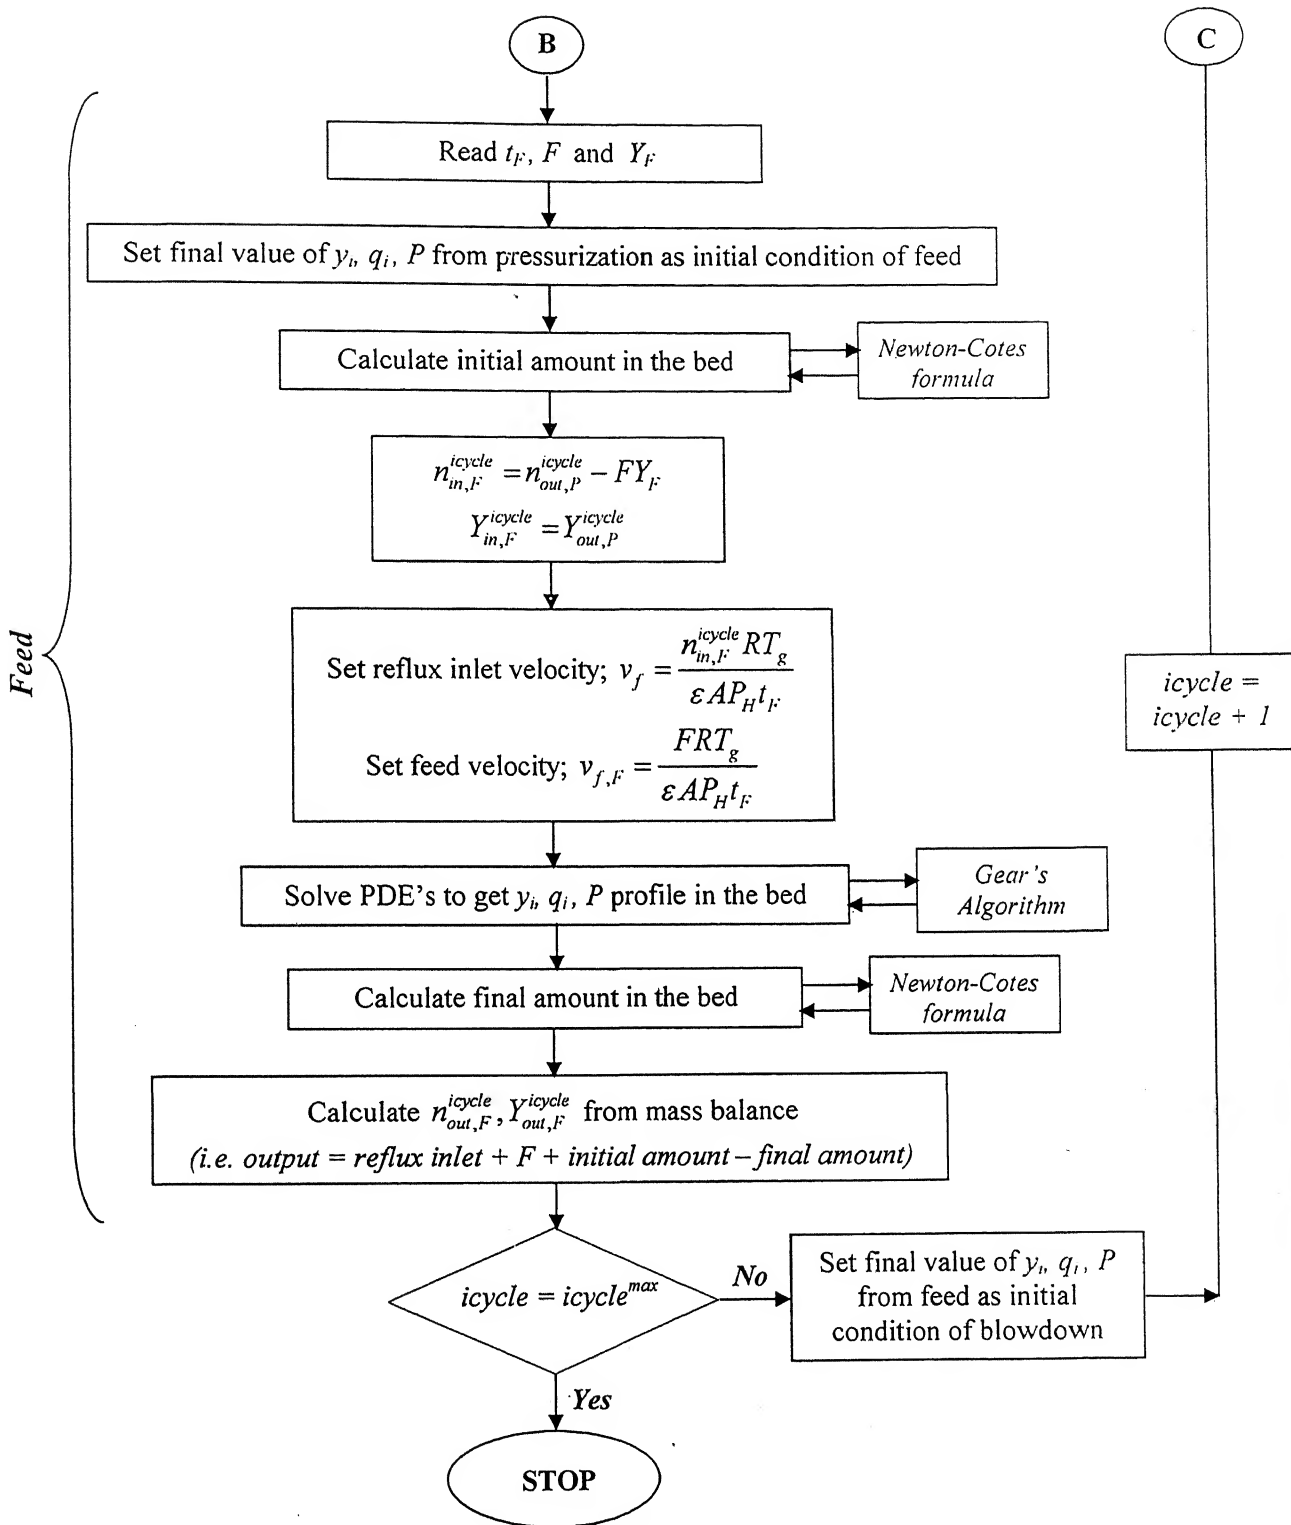 B
C
Read t_F, F and Y_F
Set final value of y_i, q_i, P from pressurization as initial condition of feed
Calculate initial amount in the bed
Newton-Cotes
formula
n_{in,F}^{icycle} = n_{out,P}^{icycle} − FY_F
Y_{in,F}^{icycle} = Y_{out,P}^{icycle}
Feed
Set reflux inlet velocity; v_f = \frac{n_{in,F}^{icycle} RT_g}{εAP_H t_F}
Set feed velocity; v_{f,F} = \frac{FRT_g}{εAP_H t_F}
icycle =
icycle + 1
Solve PDE's to get y_i, q_i, P profile in the bed
Gear's
Algorithm
Calculate final amount in the bed
Newton-Cotes
formula
Calculate n_{out,F}^{icycle}, Y_{out,F}^{icycle} from mass balance
(i.e. output = reflux inlet + F + initial amount − final amount)
icycle = icycle^{max}
No
Set final value of y_i, q_i, P
from feed as initial
condition of blowdown
Yes
STOP